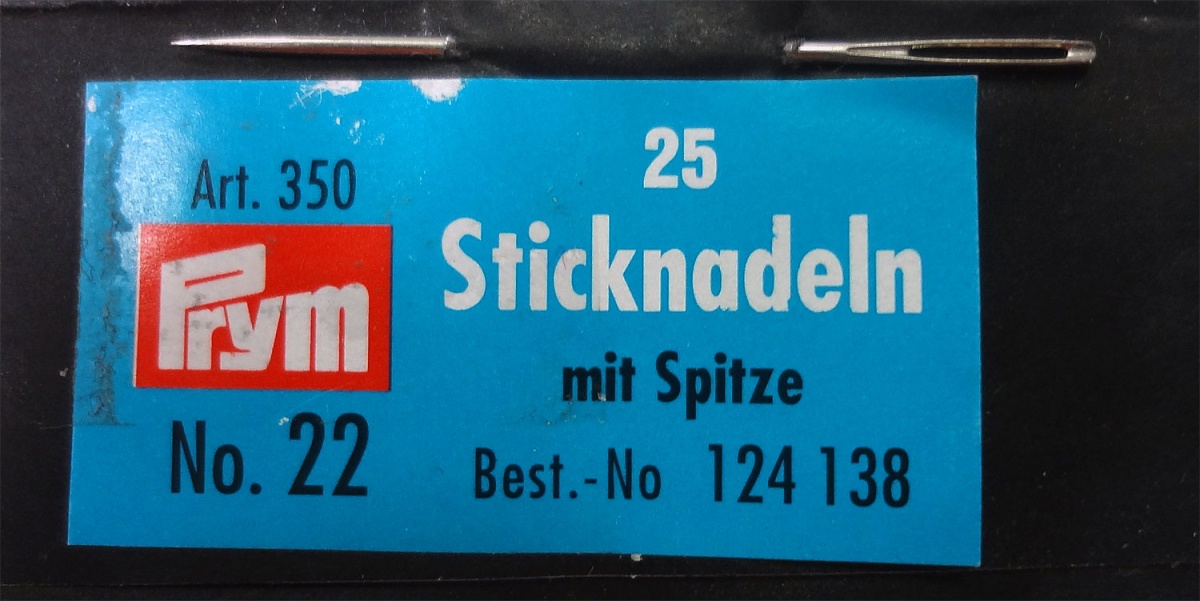 Art. 350
Prym
No. 22
25
Sticknadeln
mit Spitze
Best.-No 124 138